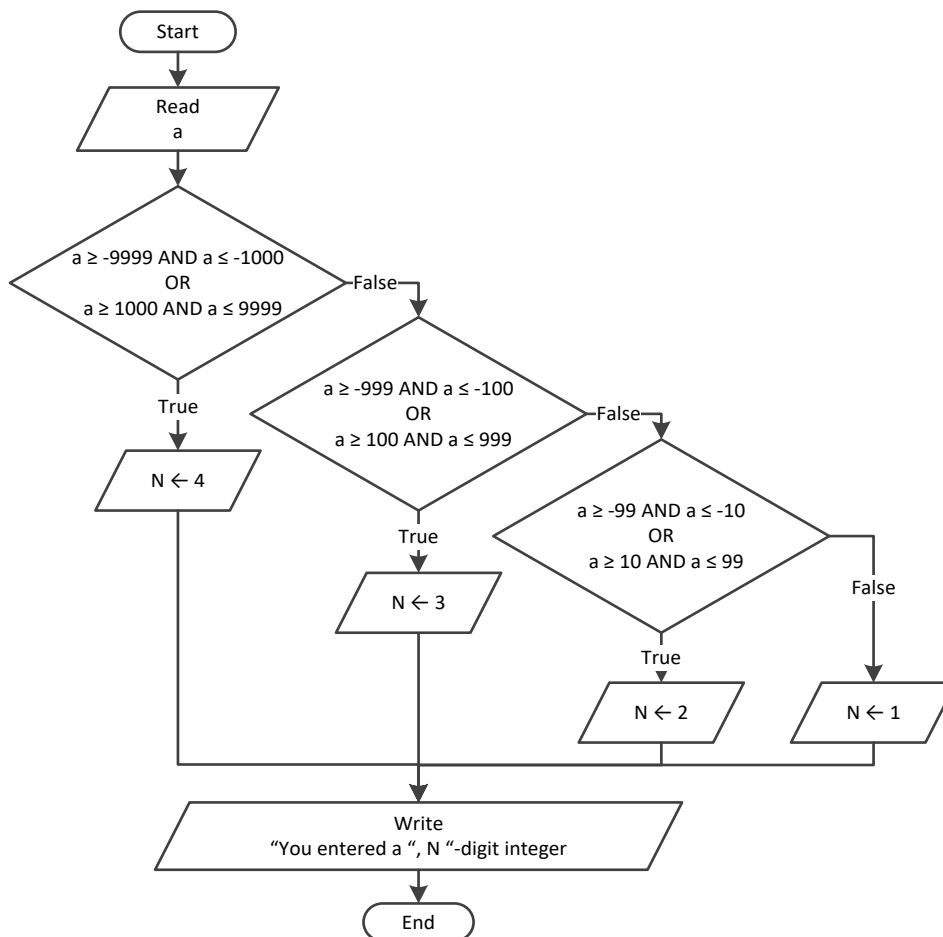 Start
Read
a
a ≥ -9999 AND a ≤ -1000
OR
a ≥ 1000 AND a ≤ 9999
False
True
a ≥ -999 AND a ≤ -100
OR
a ≥ 100 AND a ≤ 999
False
N ← 4
a ≥ -99 AND a ≤ -10
OR
a ≥ 10 AND a ≤ 99
True
False
N ← 3
True
N ← 2
N ← 1
Write
“You entered a “, N “-digit integer
End